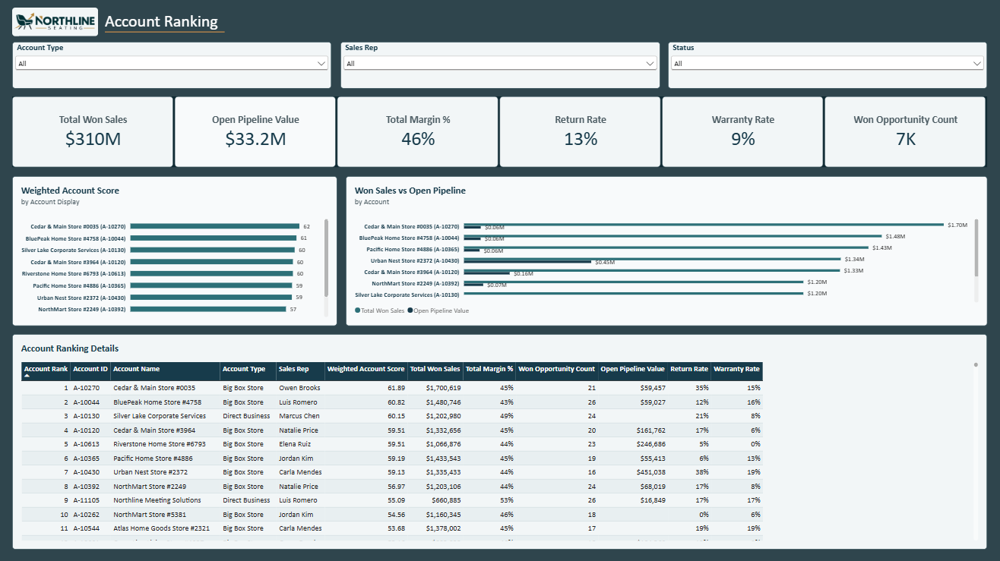 NORTHLINE
SEATING
Account Ranking
Account Type
All
Sales Rep
All
Status
All
Total Won Sales
$310M
Open Pipeline Value
$33.2M
Total Margin %
46%
Return Rate
13%
Warranty Rate
9%
Won Opportunity Count
7K
Weighted Account Score
by Account Display
Cedar & Main Store #0035 (A-10270) 62
BluePeak Home Store #4758 (A-10044) 61
Silver Lake Corporate Services (A-10130) 60
Cedar & Main Store #3964 (A-10120) 60
Riverstone Home Store #6793 (A-10613) 60
Pacific Home Store #4886 (A-10365) 59
Urban Nest Store #2372 (A-10430) 59
NorthMart Store #2249 (A-10392) 57
Won Sales vs Open Pipeline
by Account
Cedar & Main Store #0035 (A-10270) $1.70M
$0.06M
BluePeak Home Store #4758 (A-10044) $1.48M
$0.06M
Pacific Home Store #4886 (A-10365) $1.43M
$0.06M
Urban Nest Store #2372 (A-10430) $1.34M
$0.45M
Cedar & Main Store #3964 (A-10120) $1.33M
$0.16M
NorthMart Store #2249 (A-10392) $1.20M
$0.07M
Silver Lake Corporate Services (A-10130) $1.20M
Total Won Sales Open Pipeline Value
Account Ranking Details
Account Rank Account ID Account Name Account Type Sales Rep Weighted Account Score Total Won Sales Total Margin % Won Opportunity Count Open Pipeline Value Return Rate Warranty Rate
1 A-10270 Cedar & Main Store #0035 Big Box Store Owen Brooks 61.89 $1,700,619 45% 21 $59,457 35% 15%
2 A-10044 BluePeak Home Store #4758 Big Box Store Luis Romero 60.82 $1,480,746 43% 26 $59,027 12% 16%
3 A-10130 Silver Lake Corporate Services Direct Business Marcus Chen 60.15 $1,202,980 49% 24 21% 8%
4 A-10120 Cedar & Main Store #3964 Big Box Store Natalie Price 59.51 $1,332,656 45% 20 $161,762 17% 6%
5 A-10613 Riverstone Home Store #6793 Big Box Store Elena Ruiz 59.51 $1,066,876 44% 23 $246,686 5% 0%
6 A-10365 Pacific Home Store #4886 Big Box Store Jordan Kim 59.19 $1,433,543 45% 19 $55,413 6% 13%
7 A-10430 Urban Nest Store #2372 Big Box Store Carla Mendes 59.13 $1,335,433 44% 16 $451,038 38% 19%
8 A-10392 NorthMart Store #2249 Big Box Store Natalie Price 56.97 $1,203,106 44% 24 $68,019 17% 8%
9 A-11105 Northline Meeting Solutions Direct Business Luis Romero 55.09 $660,885 53% 26 $16,849 17% 17%
10 A-10262 NorthMart Store #5381 Big Box Store Jordan Kim 54.56 $1,160,345 46% 18 0% 6%
11 A-10544 Atlas Home Goods Store #2321 Big Box Store Carla Mendes 53.68 $1,378,002 45% 17 19% 19%